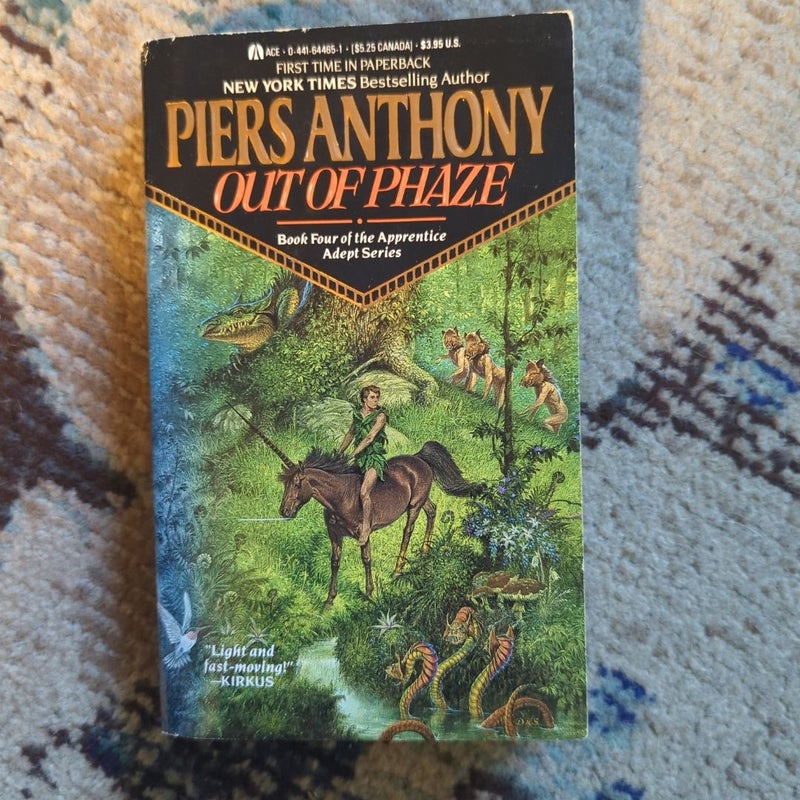 ACE • 0-441-64465-1 • [$5.25 CANADA] • $3.95 U.S.
FIRST TIME IN PAPERBACK
NEW YORK TIMES Bestselling Author
PIERS ANTHONY
OUT OF PHAZE
Book Four of the Apprentice
Adept Series
"Light and
fast-moving!"
—KIRKUS
DKS